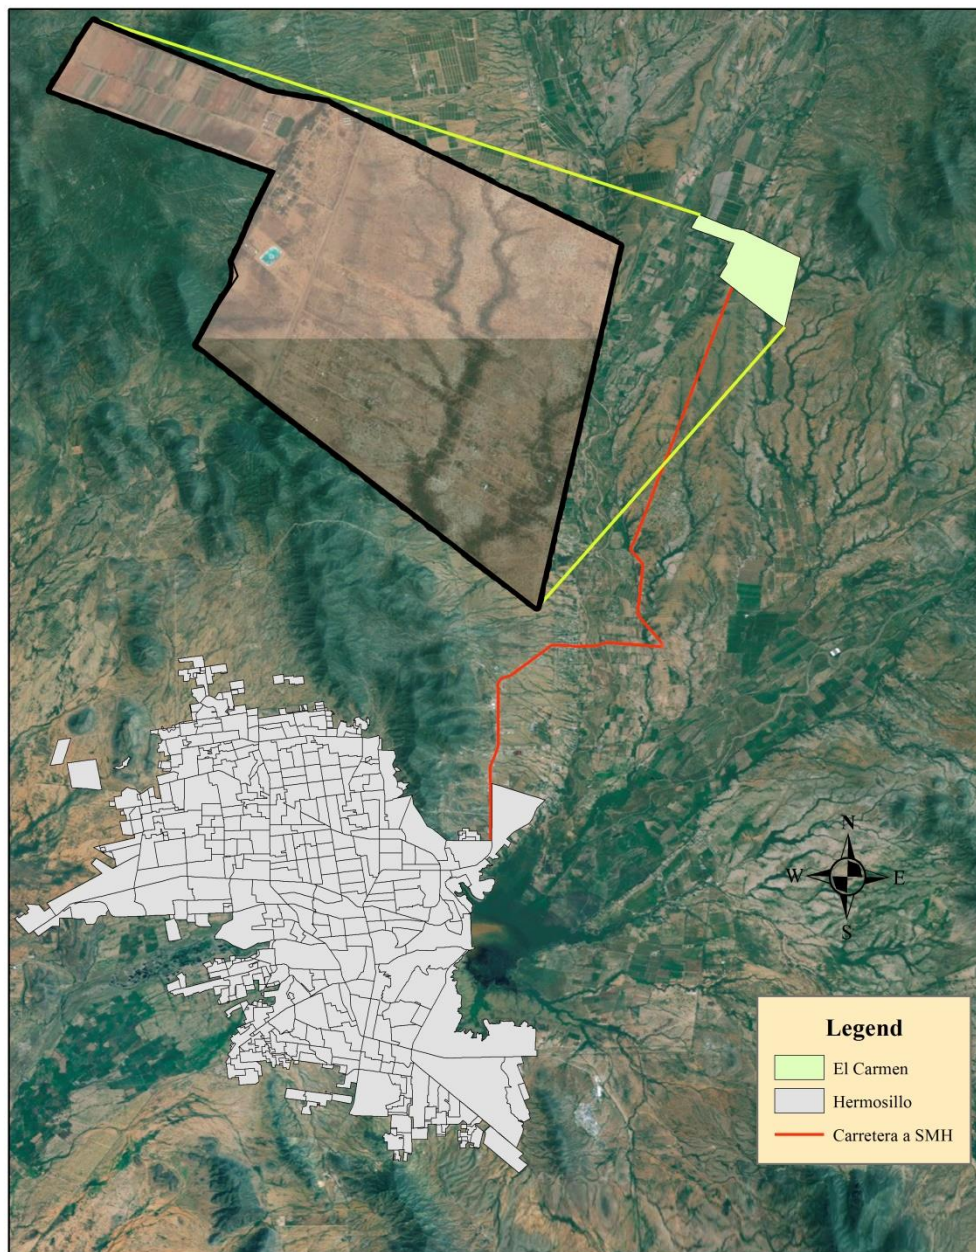 N
W
E
S
Legend
El Carmen
Hermosillo
Carretera a SMH